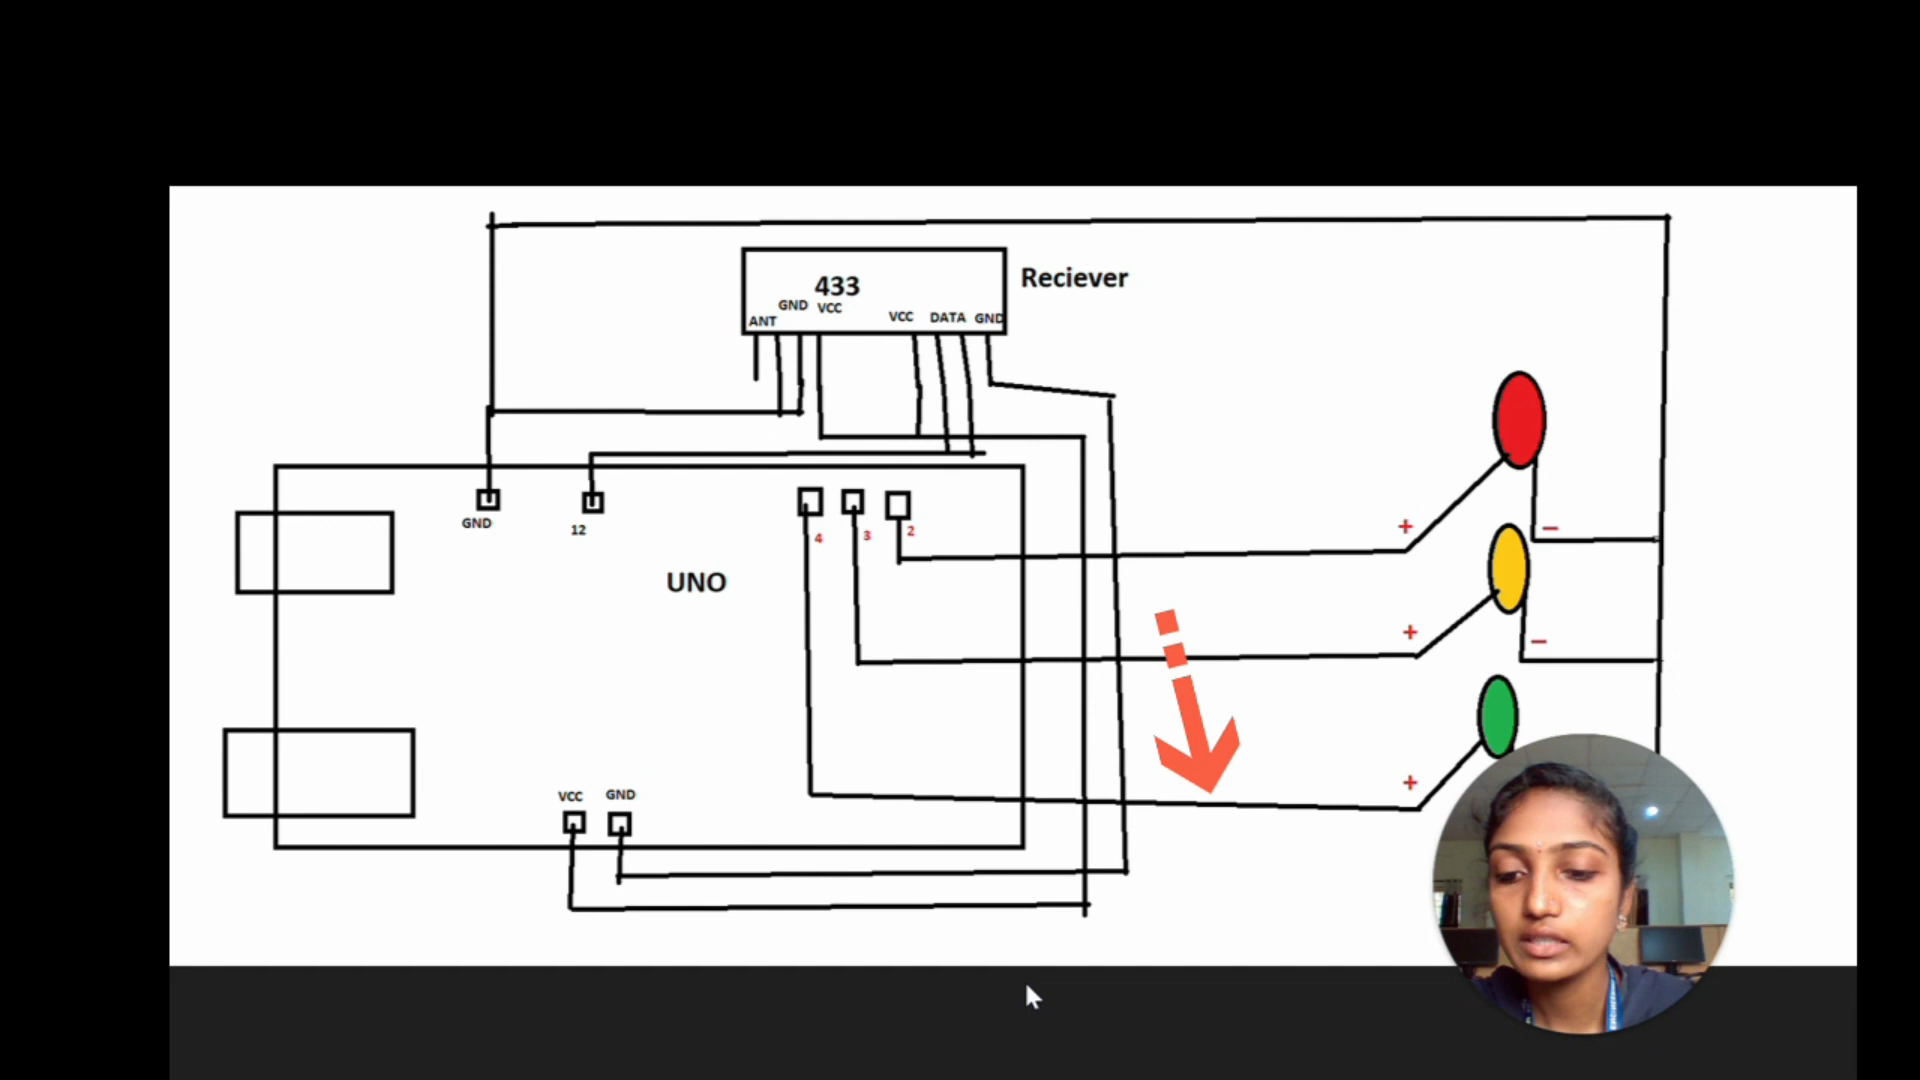 433
Reciever
ANT
GND
VCC
VCC
DATA
GND
GND
12
4
3
2
UNO
+
−
+
−
+
VCC
GND